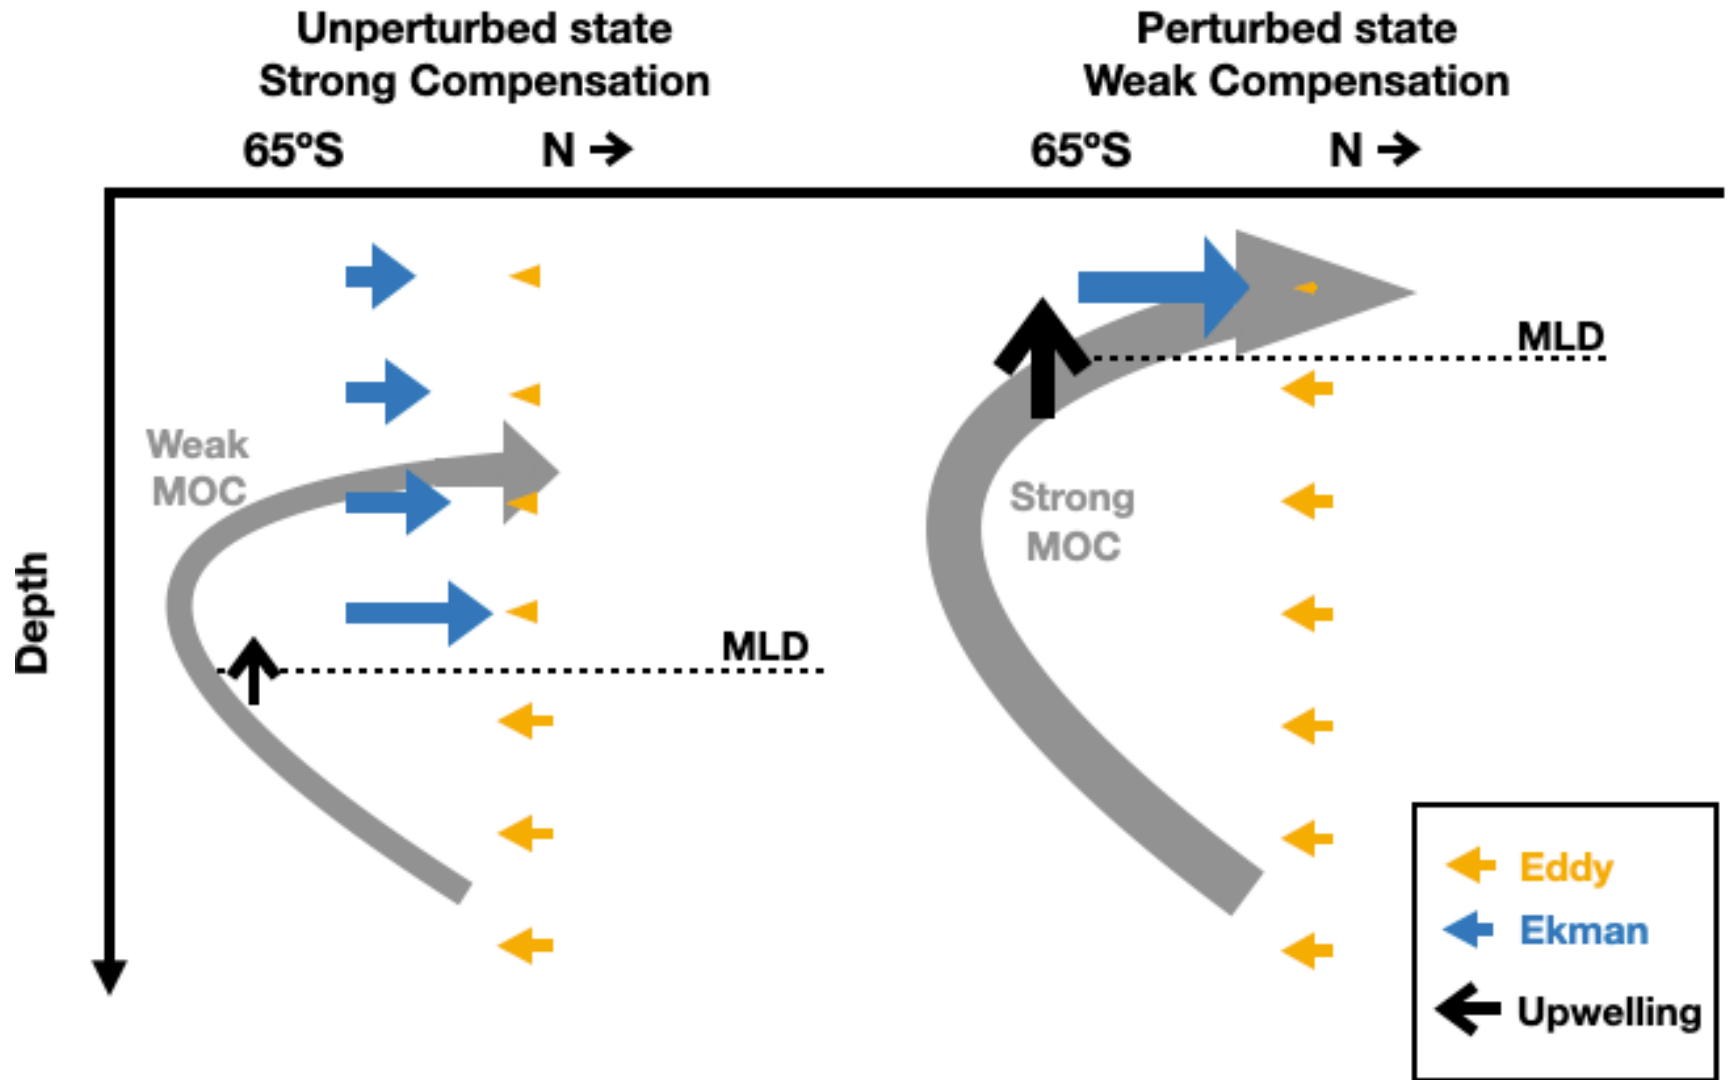 Unperturbed state
Strong Compensation
Perturbed state
Weak Compensation
65ºS N
65ºS N
MLD
Weak
MOC
Strong
MOC
Depth
MLD
Eddy
Ekman
Upwelling